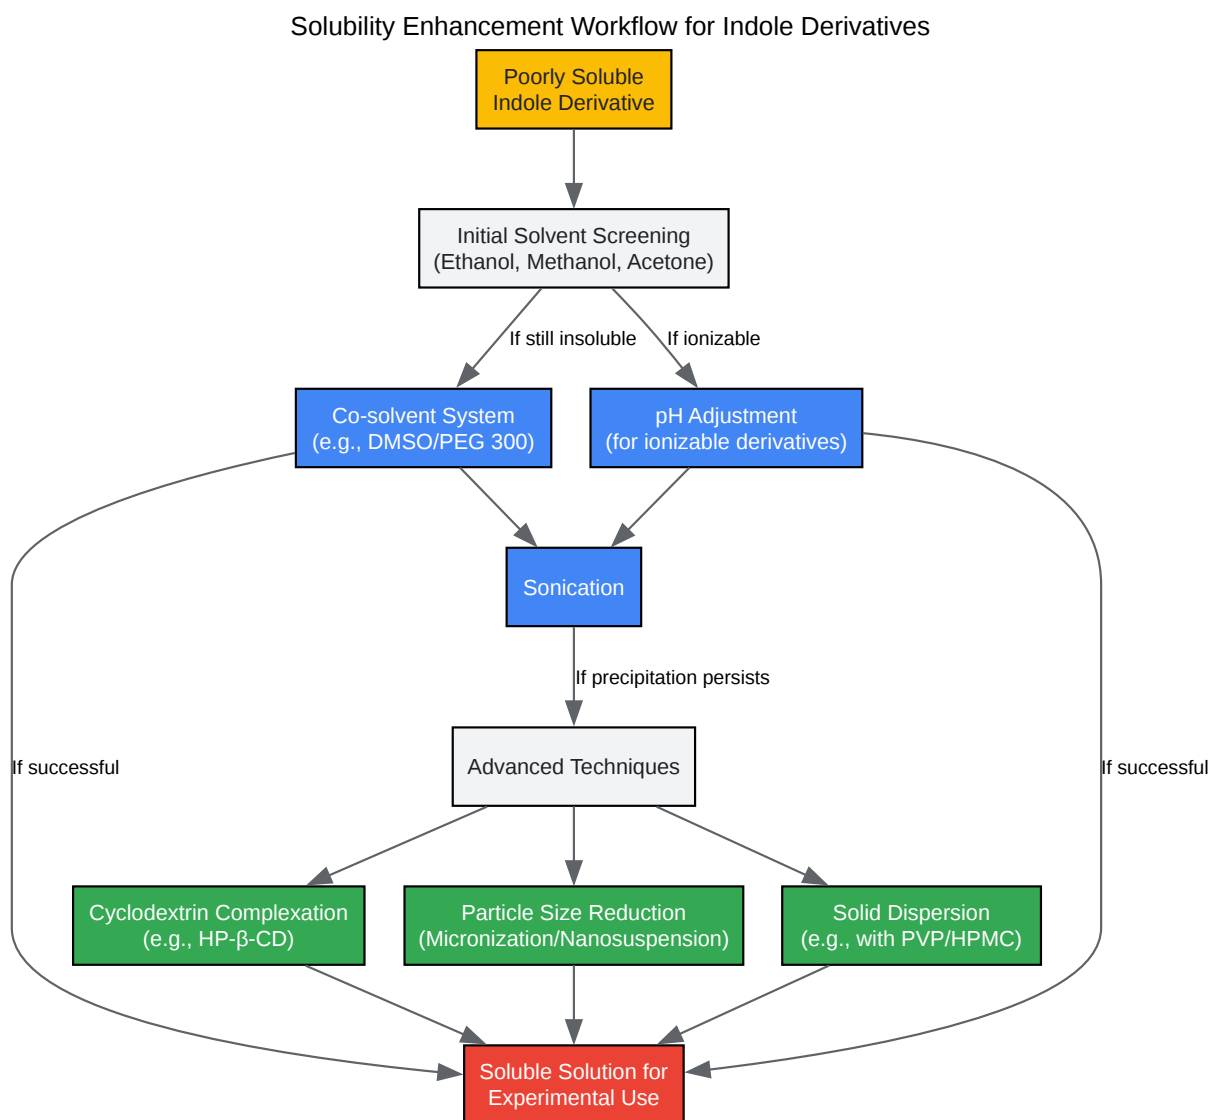 Solubility Enhancement Workflow for Indole Derivatives
Poorly Soluble
Indole Derivative
Initial Solvent Screening
(Ethanol, Methanol, Acetone)
If still insoluble
If ionizable
Co-solvent System
(e.g., DMSO/PEG 300)
pH Adjustment
(for ionizable derivatives)
Sonication
If precipitation persists
If successful
Advanced Techniques
If successful
Cyclodextrin Complexation
(e.g., HP-β-CD)
Particle Size Reduction
(Micronization/Nanosuspension)
Solid Dispersion
(e.g., with PVP/HPMC)
Soluble Solution for
Experimental Use